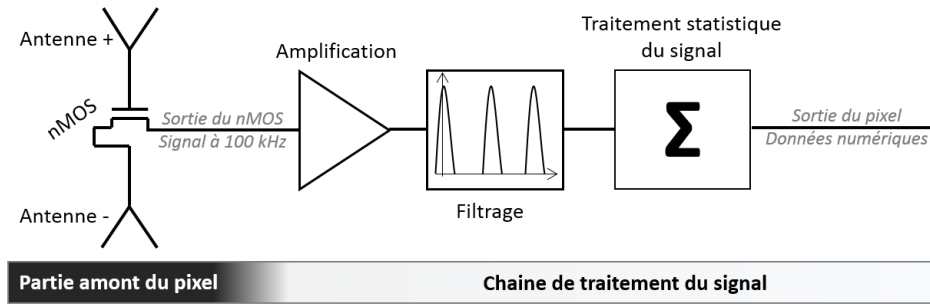 Antenne +
nMOS
Antenne -
Sortie du nMOS
Signal à 100 kHz
Amplification
Filtrage
Traitement statistique
du signal
Σ
Sortie du pixel
Données numériques
Partie amont du pixel
Chaine de traitement du signal